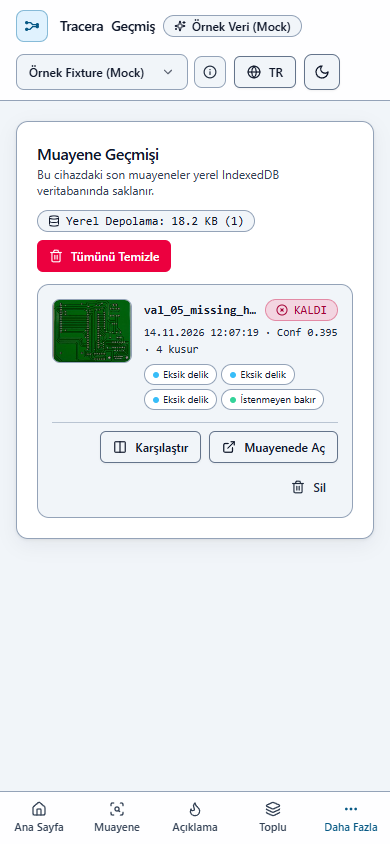 Tracera Geçmiş Örnek Veri (Mock)
Örnek Fixture (Mock) TR
Muayene Geçmişi
Bu cihazdaki son muayeneler yerel IndexedDB
veritabanında saklanır.
Yerel Depolama: 18.2 KB (1)
Tümünü Temizle
val_05_missing_h… KALDI
14.11.2026 12:07:19 · Conf 0.395
· 4 kusur
Eksik delik Eksik delik
Eksik delik İstenmeyen bakır
Karşılaştır Muayenede Aç
Sil
Ana Sayfa Muayene Açıklama Toplu Daha Fazla